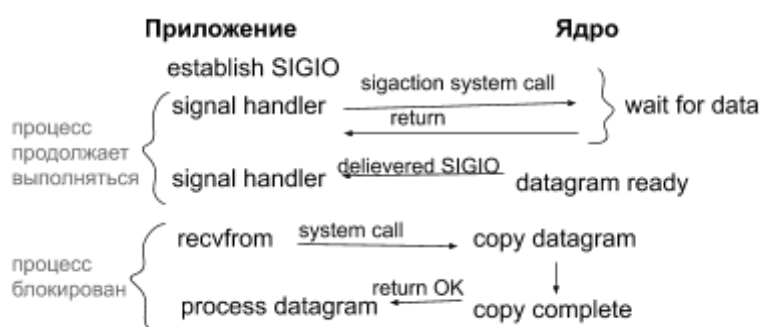 Приложение Ядро
establish SIGIO
sigaction system call
signal handler
wait for data
return
процесс
продолжает
выполняться
delievered SIGIO
signal handler
datagram ready
system call
recvfrom
copy datagram
процесс
блокирован
return OK
process datagram
copy complete